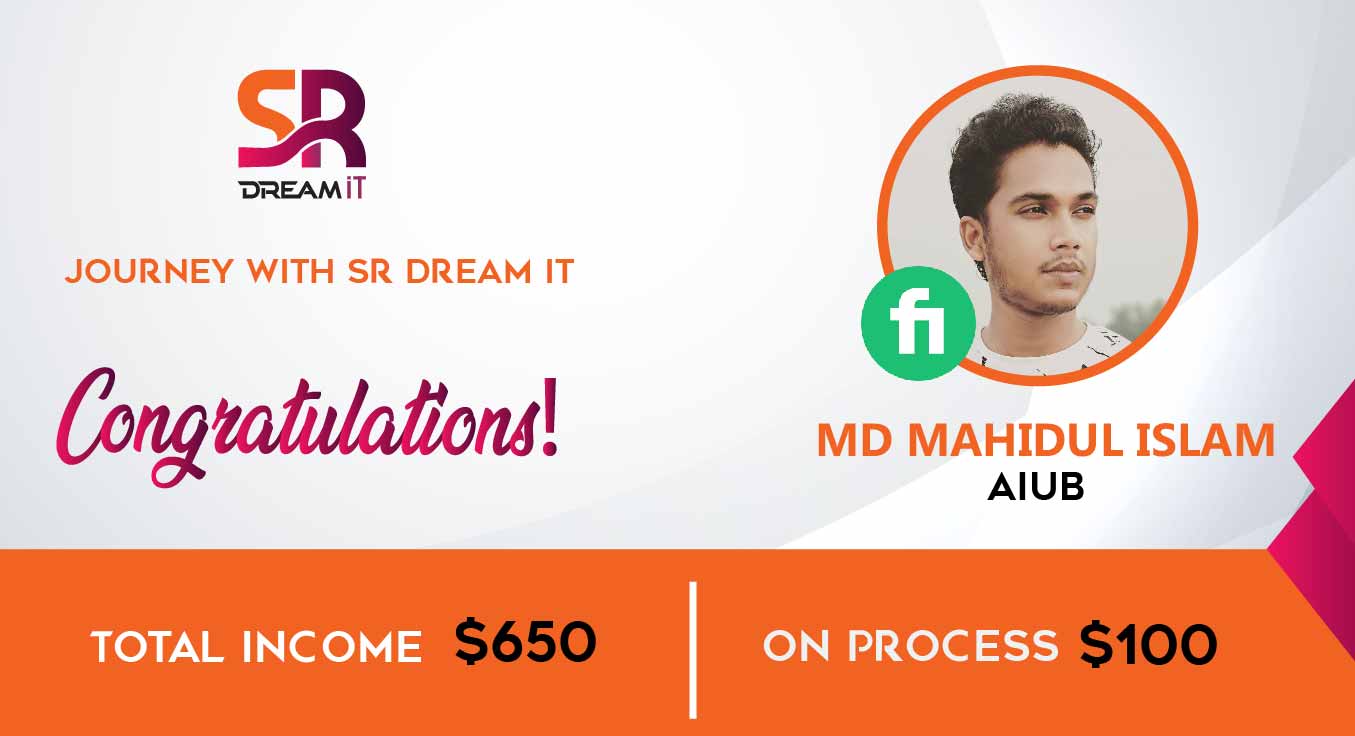 SR
DREAM iT
JOURNEY WITH SR DREAM IT
Congratulations!
fi
MD MAHIDUL ISLAM
AIUB
TOTAL INCOME $650
ON PROCESS $100